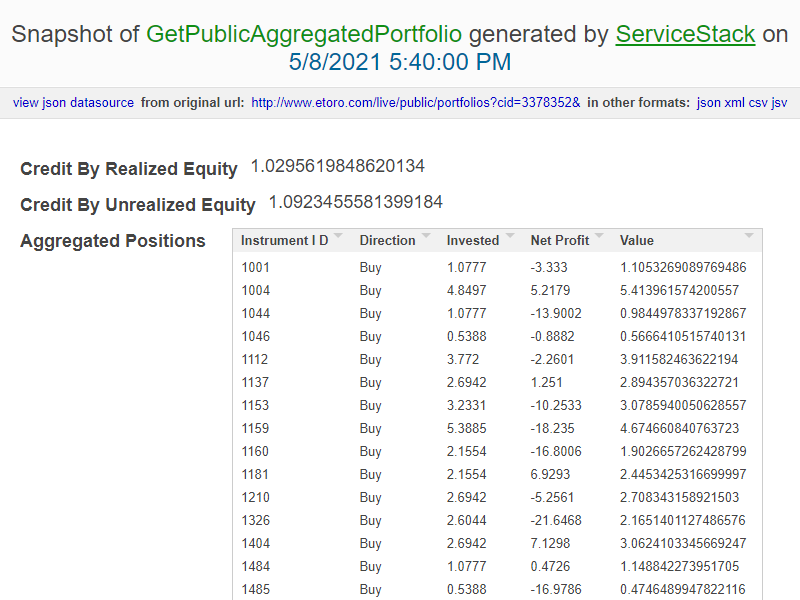 Snapshot of GetPublicAggregatedPortfolio generated by ServiceStack on
5/8/2021 5:40:00 PM
view json datasource from original url: http://www.etoro.com/live/public/portfolios?cid=3378352& in other formats: json xml csv jsv
Credit By Realized Equity 1.0295619848620134
Credit By Unrealized Equity 1.0923455581399184
Aggregated Positions Instrument I D Direction Invested Net Profit Value
1001 Buy 1.0777 -3.333 1.1053269089769486
1004 Buy 4.8497 5.2179 5.413961574200557
1044 Buy 1.0777 -13.9002 0.9844978337192867
1046 Buy 0.5388 -0.8882 0.5666410515740131
1112 Buy 3.772 -2.2601 3.911582463622194
1137 Buy 2.6942 1.251 2.894357036322721
1153 Buy 3.2331 -10.2533 3.0785940050628557
1159 Buy 5.3885 -18.235 4.674660840763723
1160 Buy 2.1554 -16.8006 1.9026657262428799
1181 Buy 2.1554 6.9293 2.4453425316699997
1210 Buy 2.6942 -5.2561 2.708343158921503
1326 Buy 2.6044 -21.6468 2.1651401127486576
1404 Buy 2.6942 7.1298 3.0624103345669247
1484 Buy 1.0777 0.4726 1.148842273951705
1485 Buy 0.5388 -16.9786 0.4746489947822116